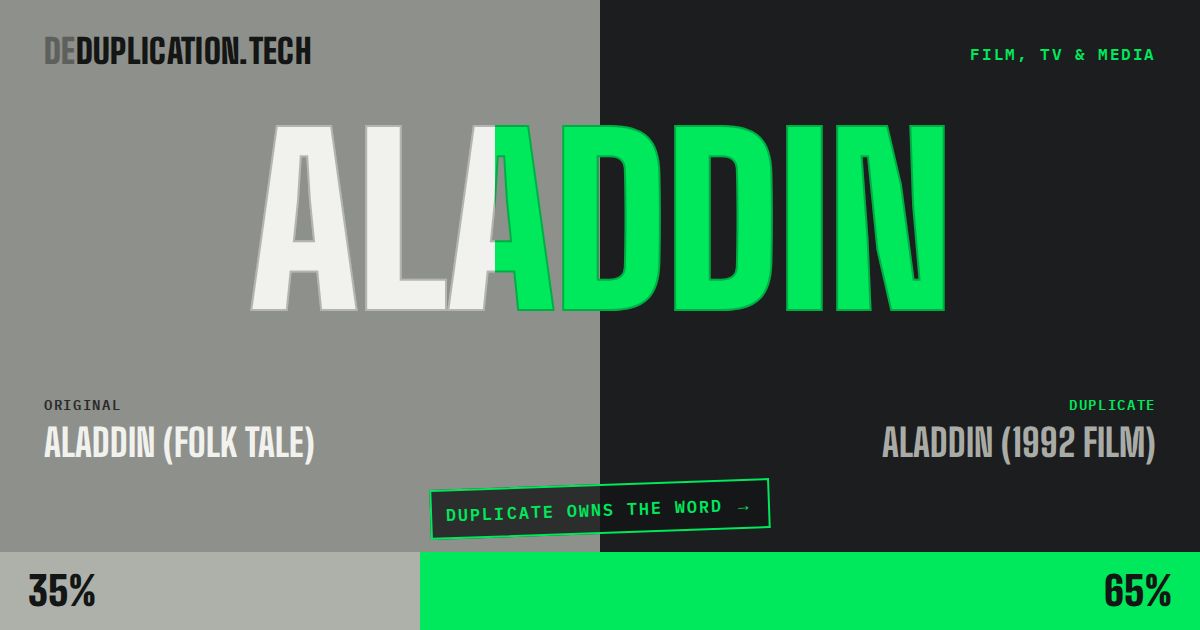 DEDUPLICATION.TECH
FILM, TV & MEDIA
ALADDIN
ORIGINAL
ALADDIN (FOLK TALE)
DUPLICATE
ALADDIN (1992 FILM)
DUPLICATE OWNS THE WORD →
35%
65%